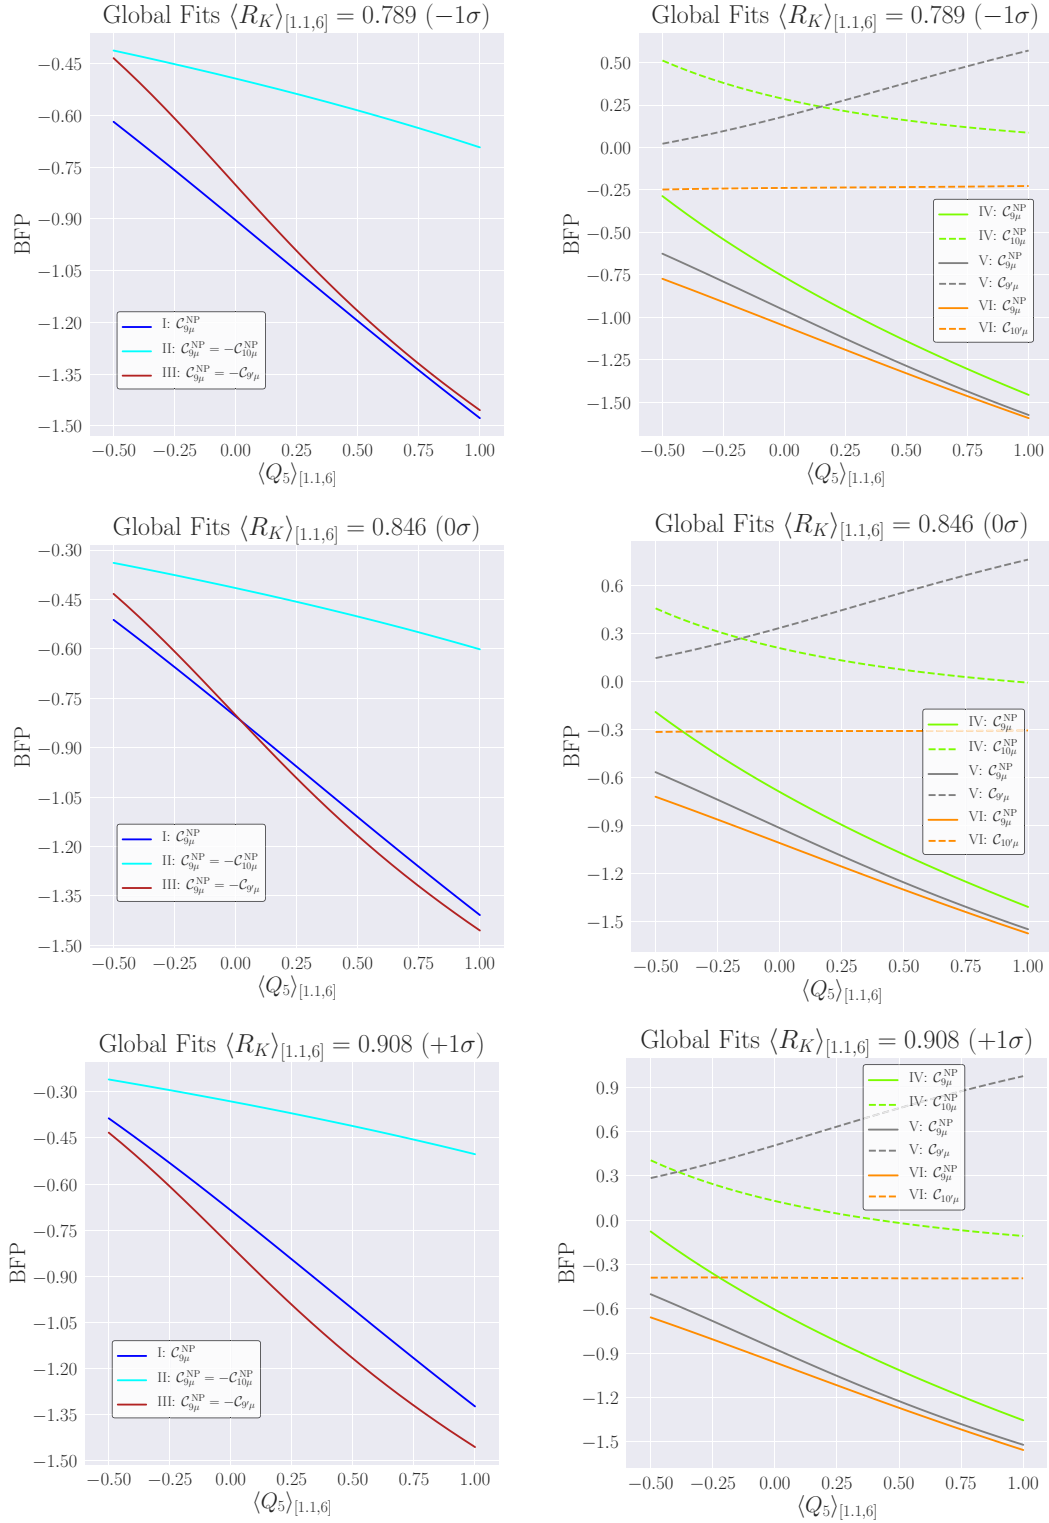 Global Fits ⟨R_K⟩_[1.1,6] = 0.789 (−1σ)
BFP
−0.45
−0.60
−0.75
−0.90
−1.05
−1.20
−1.35
−1.50
I: C_9μ^NP
II: C_9μ^NP = −C_10μ^NP
III: C_9μ^NP = −C_9′μ
−0.50 −0.25 0.00 0.25 0.50 0.75 1.00
⟨Q_5⟩_[1.1,6]
Global Fits ⟨R_K⟩_[1.1,6] = 0.789 (−1σ)
BFP
0.50
0.25
0.00
−0.25
−0.50
−0.75
−1.00
−1.25
−1.50
IV: C_9μ^NP
IV: C_10μ^NP
V: C_9μ^NP
V: C_9′μ
VI: C_9μ^NP
VI: C_10′μ
−0.50 −0.25 0.00 0.25 0.50 0.75 1.00
⟨Q_5⟩_[1.1,6]
Global Fits ⟨R_K⟩_[1.1,6] = 0.846 (0σ)
BFP
−0.30
−0.45
−0.60
−0.75
−0.90
−1.05
−1.20
−1.35
−1.50
I: C_9μ^NP
II: C_9μ^NP = −C_10μ^NP
III: C_9μ^NP = −C_9′μ
−0.50 −0.25 0.00 0.25 0.50 0.75 1.00
⟨Q_5⟩_[1.1,6]
Global Fits ⟨R_K⟩_[1.1,6] = 0.846 (0σ)
BFP
0.6
0.3
0.0
−0.3
−0.6
−0.9
−1.2
−1.5
IV: C_9μ^NP
IV: C_10μ^NP
V: C_9μ^NP
V: C_9′μ
VI: C_9μ^NP
VI: C_10′μ
−0.50 −0.25 0.00 0.25 0.50 0.75 1.00
⟨Q_5⟩_[1.1,6]
Global Fits ⟨R_K⟩_[1.1,6] = 0.908 (+1σ)
BFP
−0.30
−0.45
−0.60
−0.75
−0.90
−1.05
−1.20
−1.35
−1.50
I: C_9μ^NP
II: C_9μ^NP = −C_10μ^NP
III: C_9μ^NP = −C_9′μ
−0.50 −0.25 0.00 0.25 0.50 0.75 1.00
⟨Q_5⟩_[1.1,6]
Global Fits ⟨R_K⟩_[1.1,6] = 0.908 (+1σ)
BFP
0.9
0.6
0.3
0.0
−0.3
−0.6
−0.9
−1.2
−1.5
IV: C_9μ^NP
IV: C_10μ^NP
V: C_9μ^NP
V: C_9′μ
VI: C_9μ^NP
VI: C_10′μ
−0.50 −0.25 0.00 0.25 0.50 0.75 1.00
⟨Q_5⟩_[1.1,6]